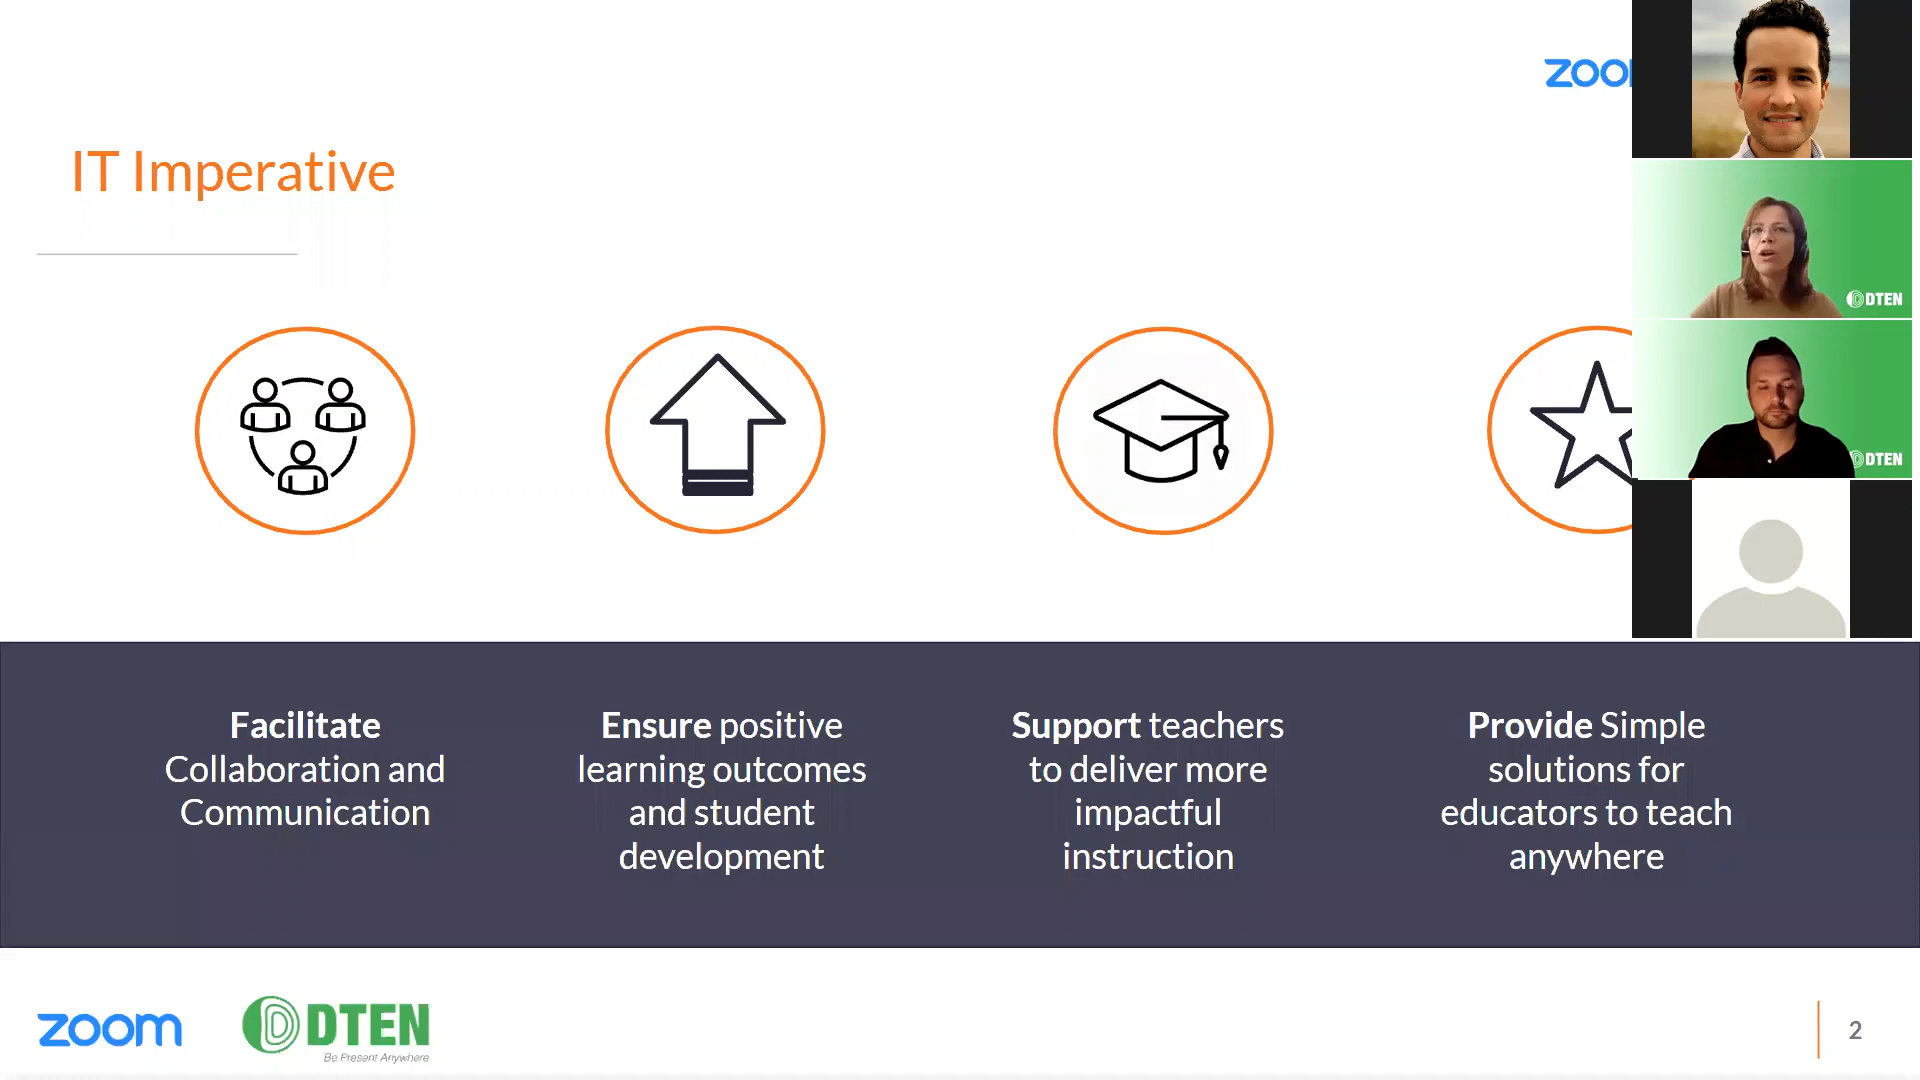 zoo
IT Imperative
DTEN
DTEN
Facilitate
Collaboration and
Communication
Ensure positive
learning outcomes
and student
development
Support teachers
to deliver more
impactful
instruction
Provide Simple
solutions for
educators to teach
anywhere
zoom
DTEN
Be Present Anywhere
2